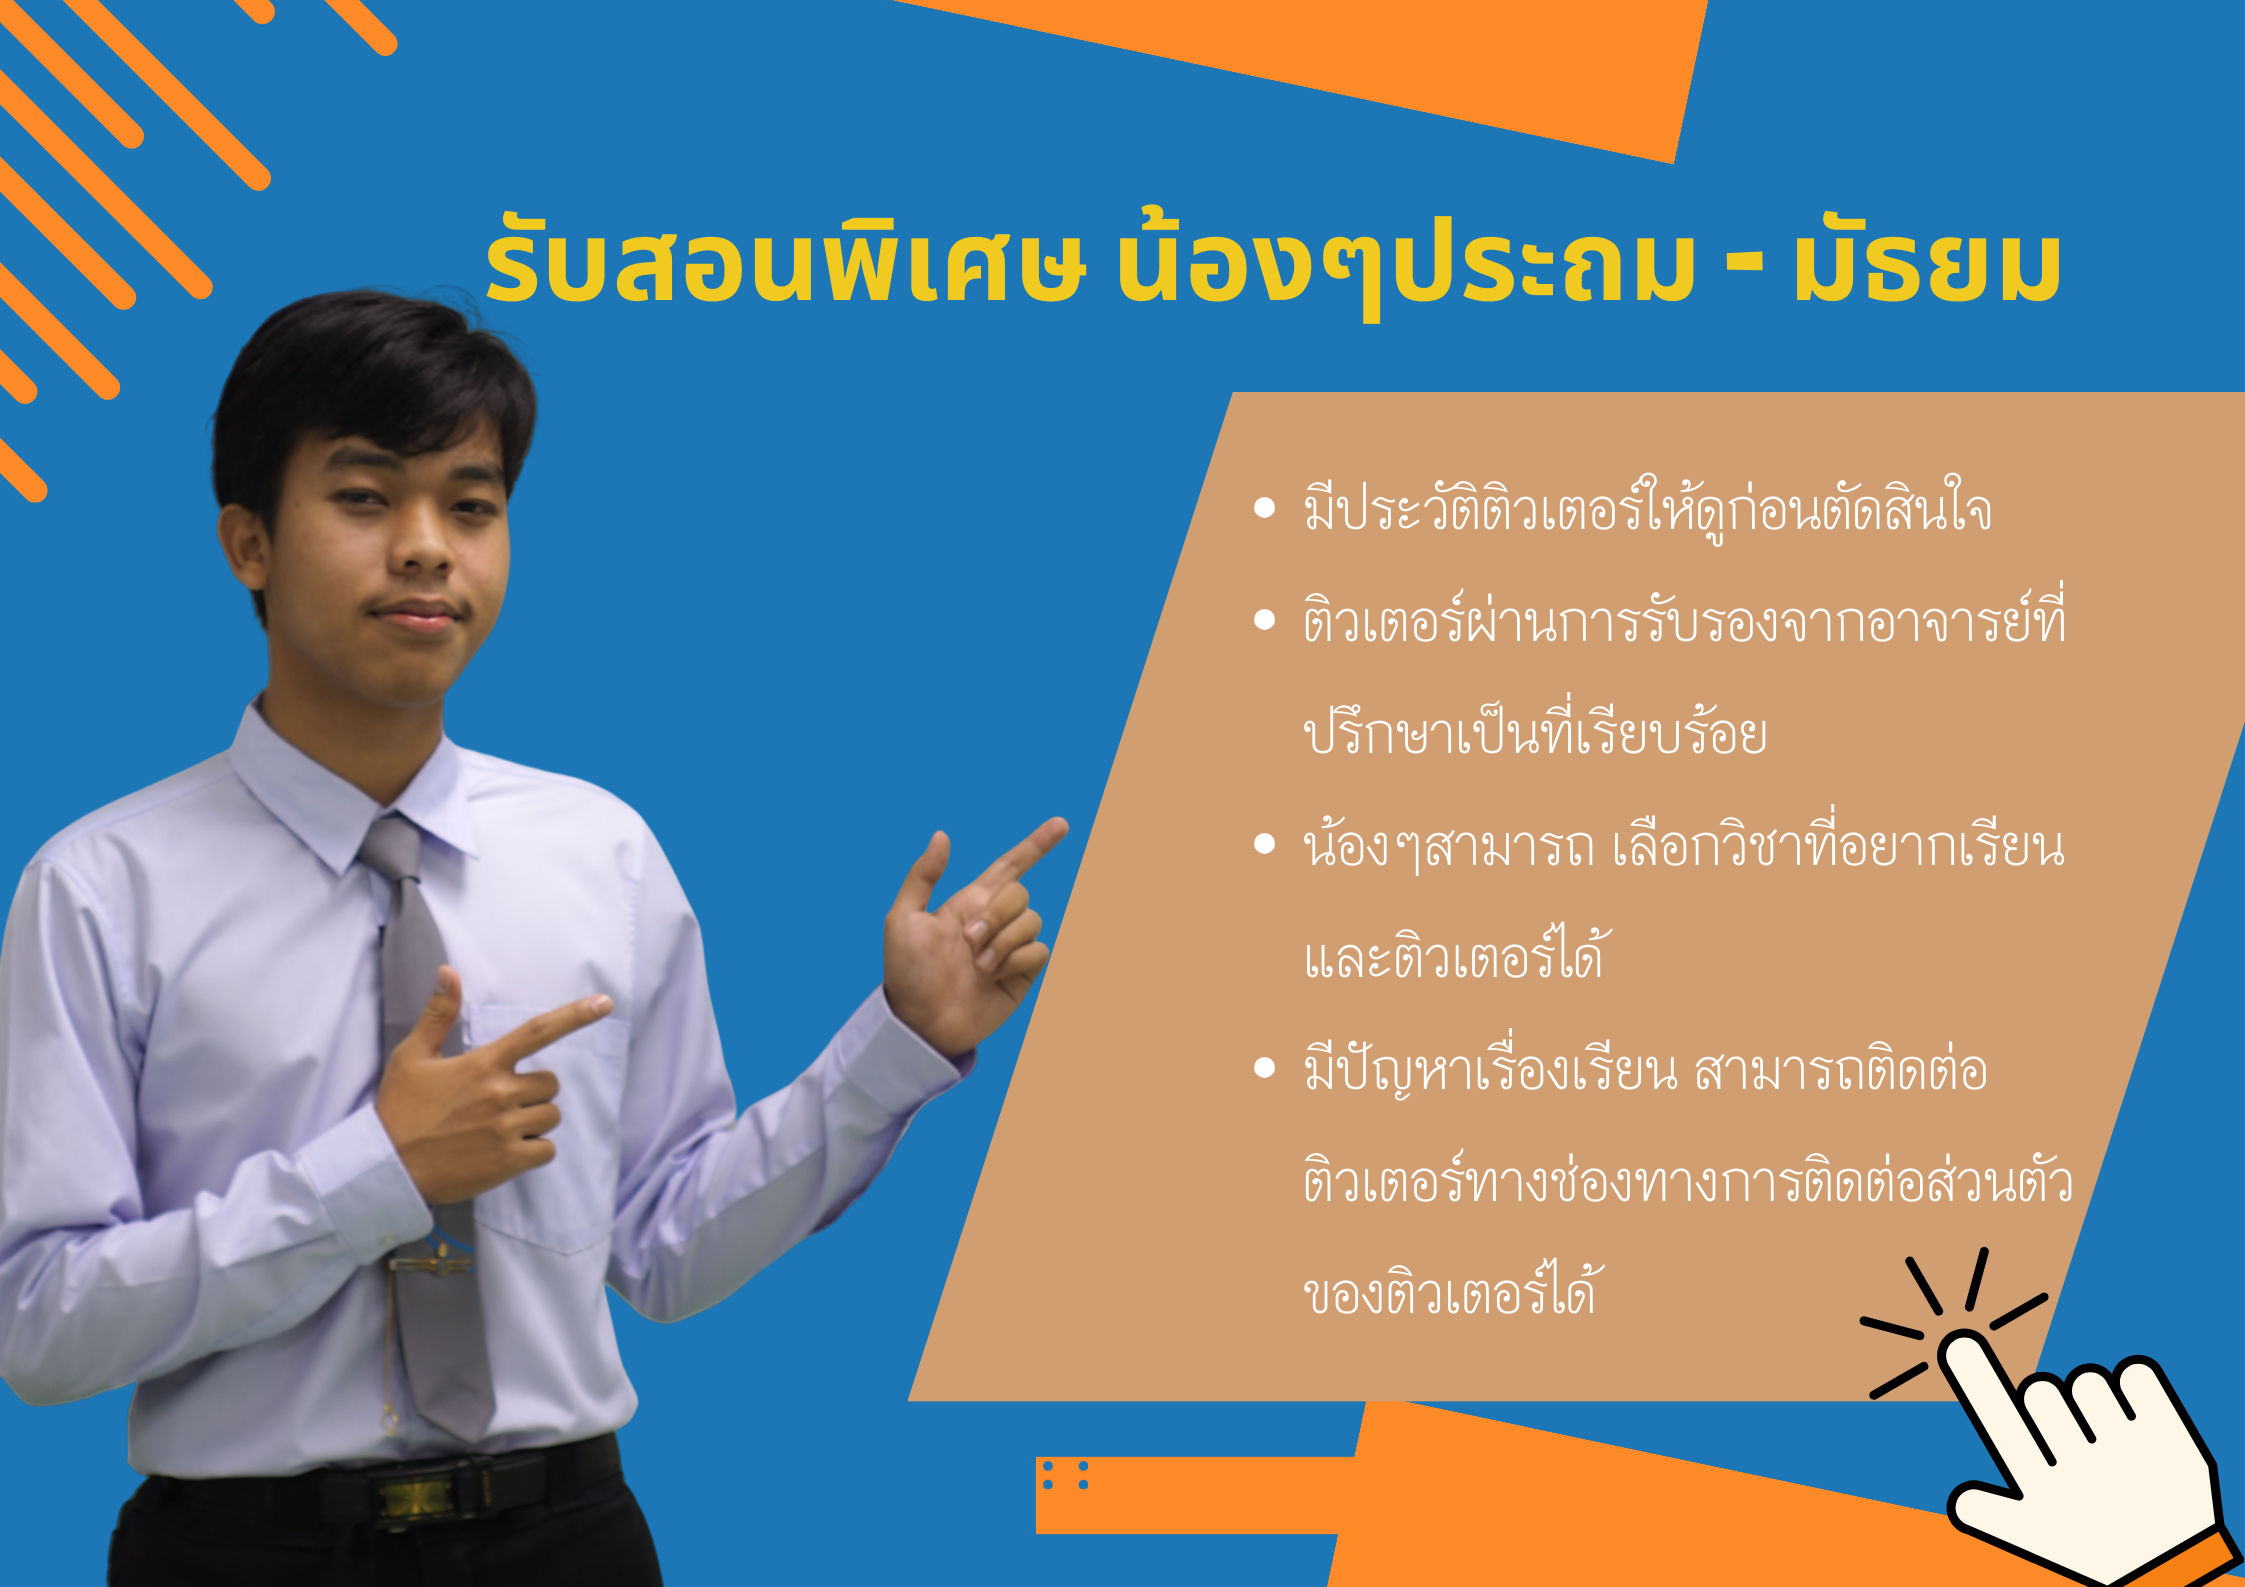 รับสอนพิเศษ น้องๆประถม - มัธยม
• มีประวัติติวเตอร์ให้ดูก่อนตัดสินใจ
• ติวเตอร์ผ่านการรับรองจากอาจารย์ที่
ปรึกษาเป็นที่เรียบร้อย
• น้องๆสามารถ เลือกวิชาที่อยากเรียน
และติวเตอร์ได้
• มีปัญหาเรื่องเรียน สามารถติดต่อ
ติวเตอร์ทางช่องทางการติดต่อส่วนตัว
ของติวเตอร์ได้